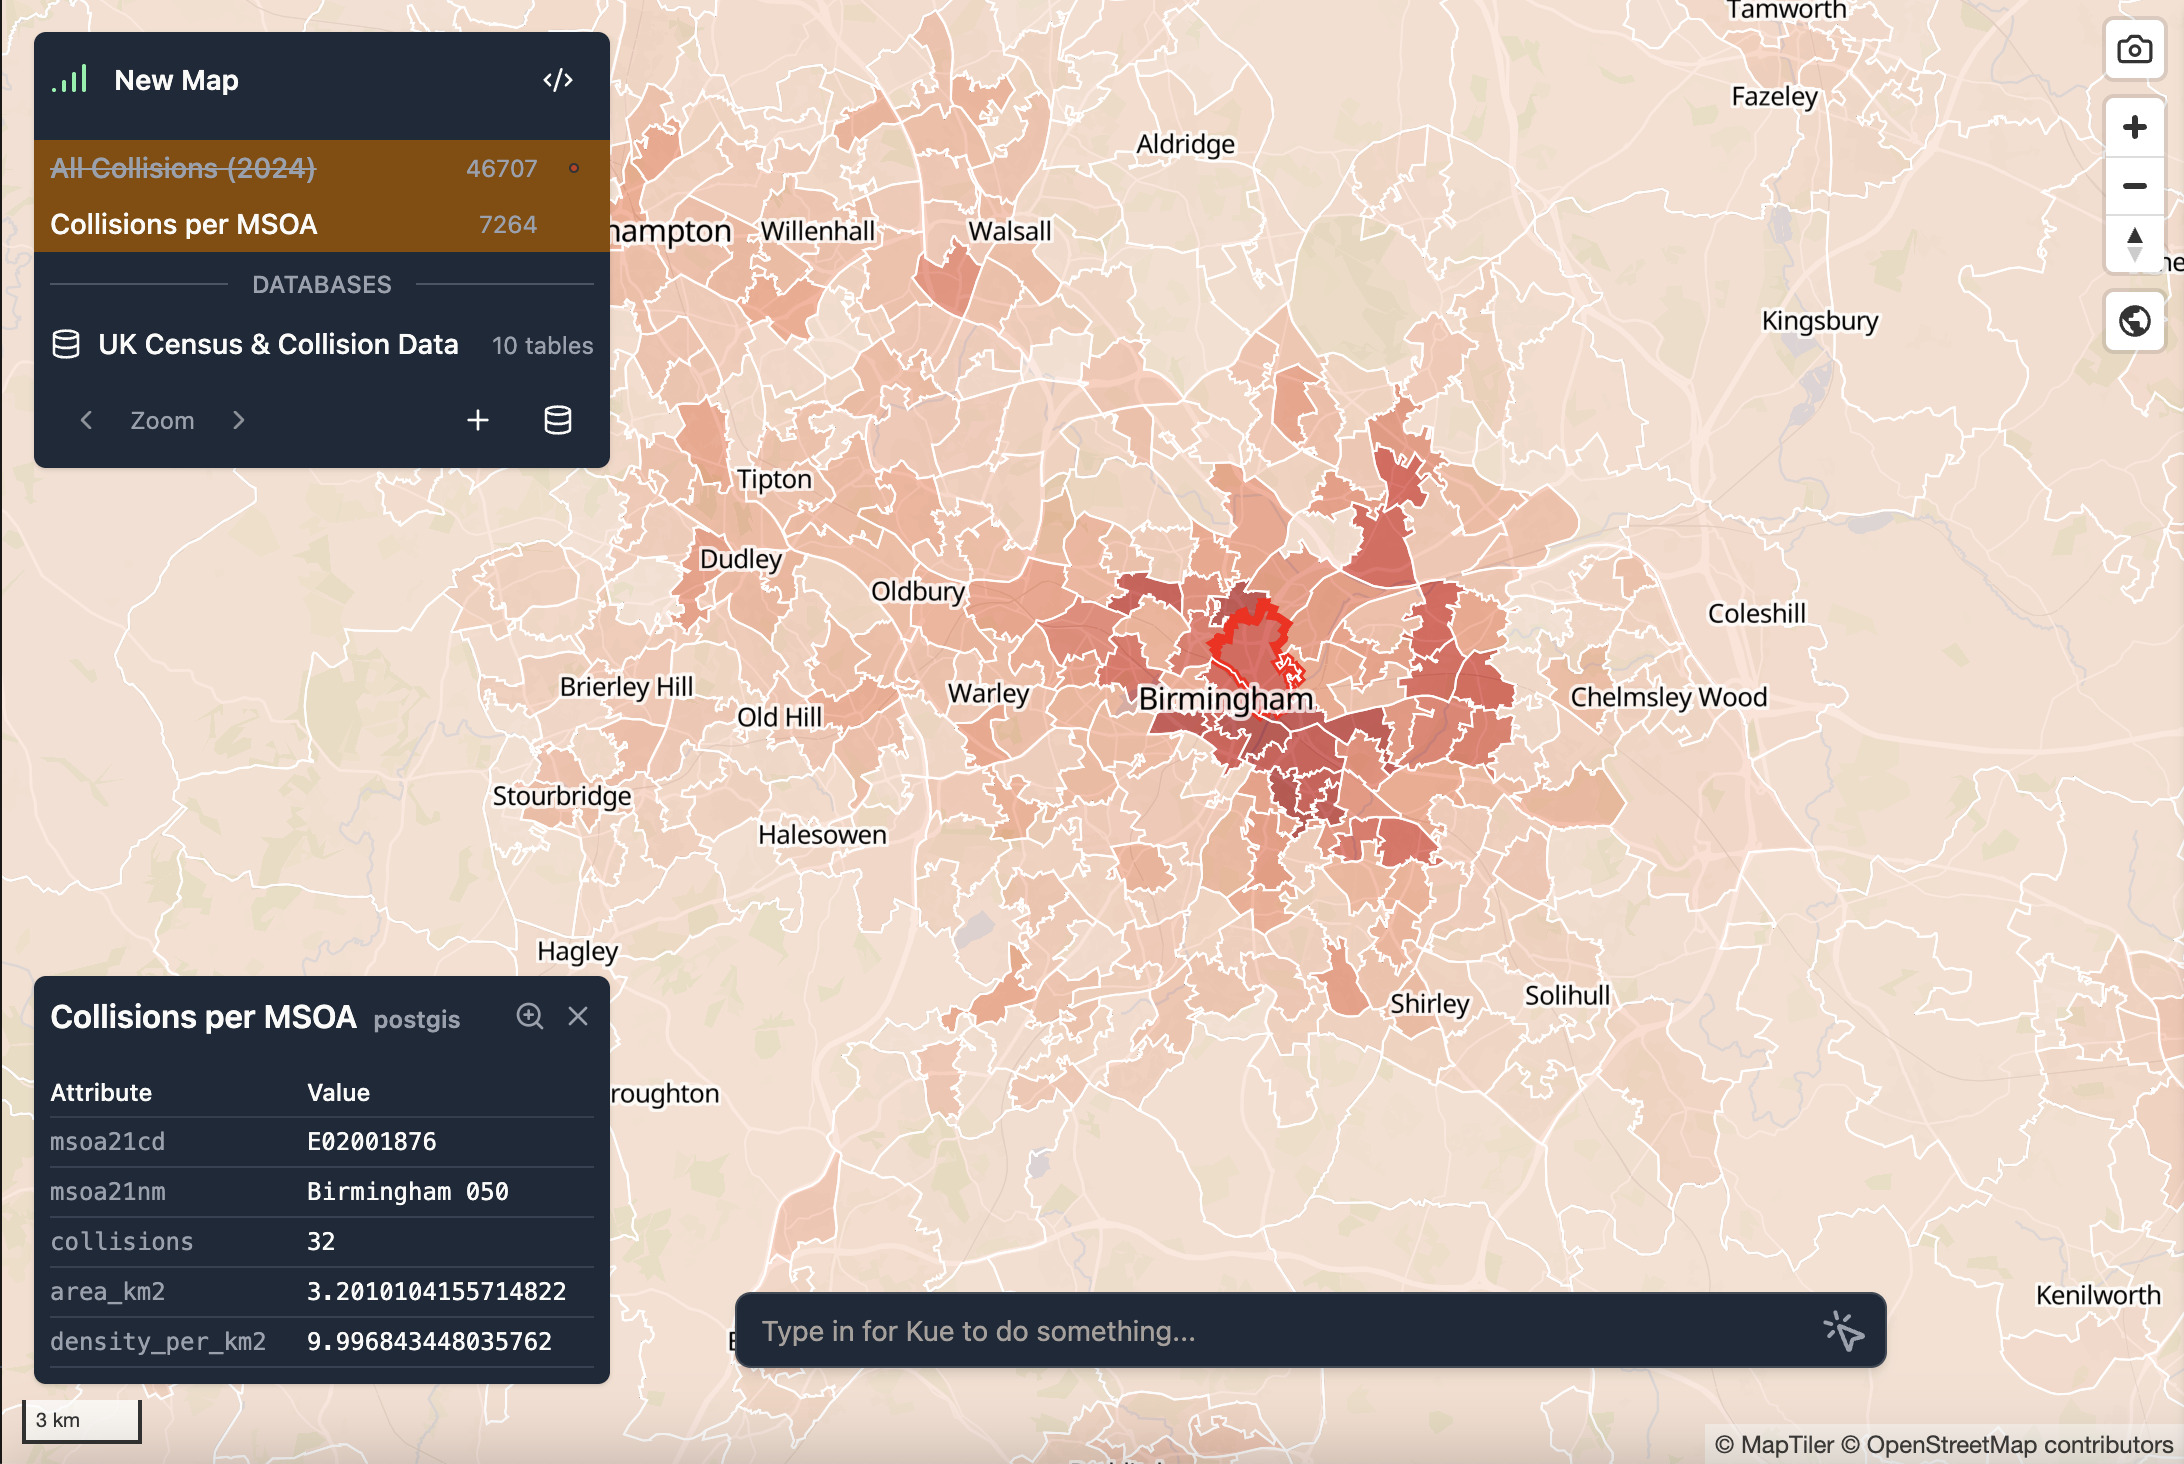 New Map
</>
All Collisions (2024) 46707
Collisions per MSOA 7264
DATABASES
UK Census & Collision Data 10 tables
Zoom
Tamworth
Fazeley
Aldridge
hampton
Willenhall
Walsall
Kingsbury
Tipton
Dudley
Oldbury
Coleshill
Brierley Hill
Old Hill
Warley
Birmingham
Chelmsley Wood
Stourbridge
Halesowen
Hagley
Shirley
Solihull
roughton
Kenilworth
Collisions per MSOA postgis
Attribute Value
msoa21cd E02001876
msoa21nm Birmingham 050
collisions 32
area_km2 3.2010104155714822
density_per_km2 9.996843448035762
Type in for Kue to do something...
3 km
© MapTiler © OpenStreetMap contributors